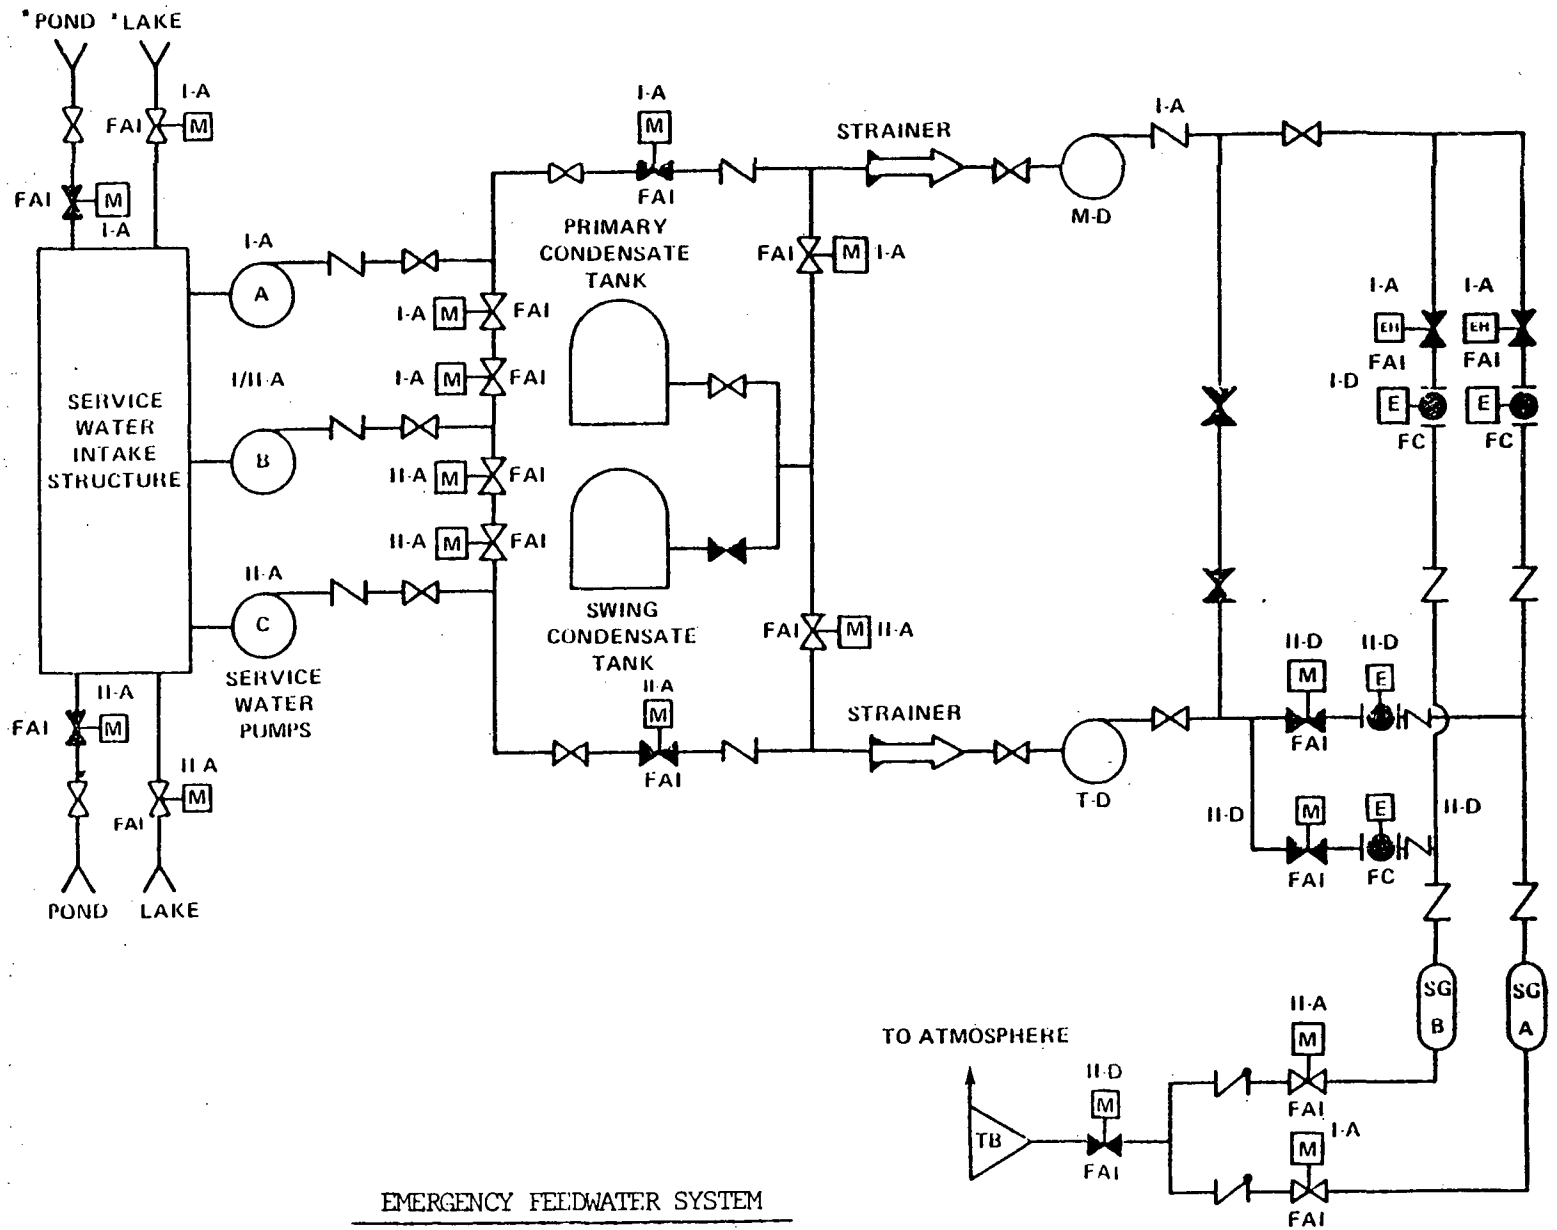 *POND *LAKE
I-A
FAI M
FAI M
I-A
I-A
M
FAI
STRAINER
I-A
M-D
I-A
A
I-A M FAI
I/II-A
I-A M FAI
SERVICE
WATER
INTAKE
STRUCTURE
B
II-A M FAI
II-A M FAI
II-A
C
SERVICE
WATER
PUMPS
PRIMARY
CONDENSATE
TANK
FAI M I-A
SWING
CONDENSATE
TANK
FAI M II-A
II-A
M
FAI
STRAINER
T-D
I-A I-A
EH EH
FAI FAI
I-D
E E
FC FC
II-D II-D
M E
FAI
II-D M E II-D
FAI FC
II-A
FAI M
II-A
FAI M
POND LAKE
SG
B
SG
A
TO ATMOSPHERE
II-A
M
FAI
II-D
M
FAI
TB
M I-A
FAI
EMERGENCY FEEDWATER SYSTEM